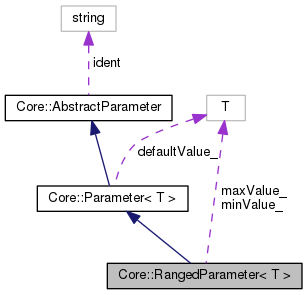 string
ident
Core::AbstractParameter
T
defaultValue_
Core::Parameter< T >
maxValue_
minValue_
Core::RangedParameter< T >